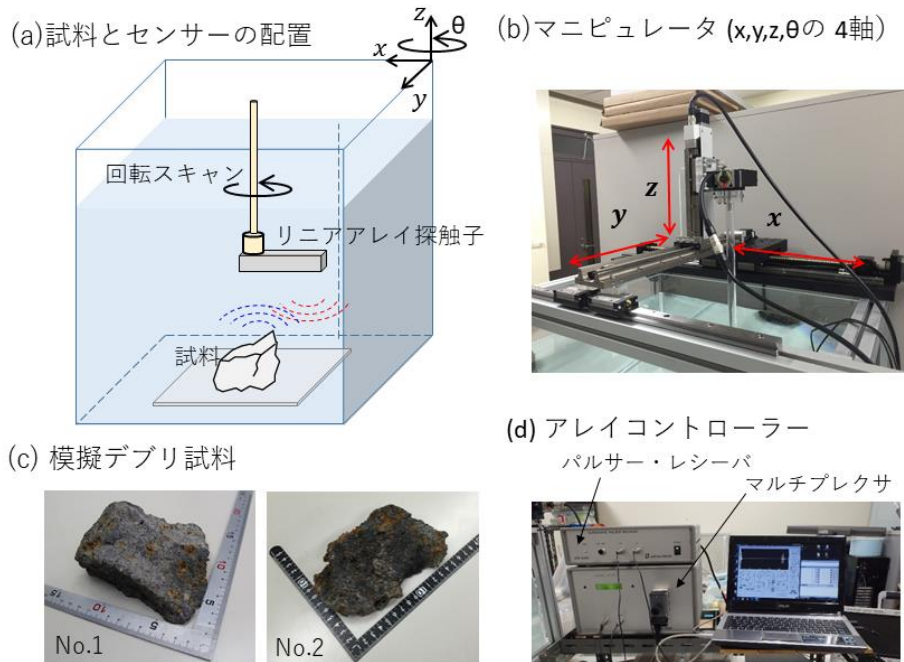 (a)試料とセンサーの配置
z
θ
x
y
回転スキャン
リニアアレイ探触子
試料
(b)マニピュレータ (x,y,z,θの 4軸)
z
y
x
(c) 模擬デブリ試料
No.1
No.2
(d) アレイコントローラー
パルサー・レシーバ
マルチプレクサ